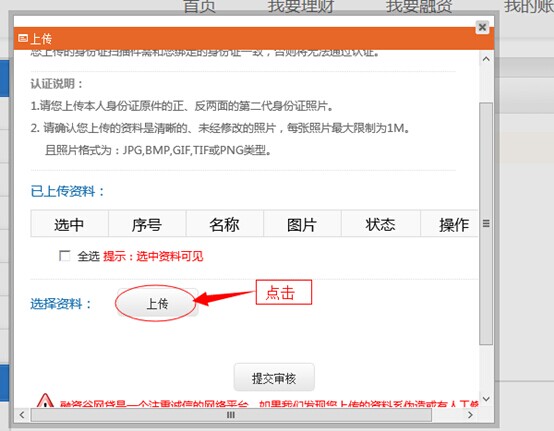 首页 我要理财 我要融资 我的账
上传
您上传的身份证扫描件需和您绑定的身份证一致，否则将无法通过认证。
认证说明：
1.请您上传本人身份证原件的正、反两面的第二代身份证照片。
2. 请确认您上传的资料是清晰的、未经修改的照片，每张照片最大限制为1M。
且照片格式为：JPG,BMP,GIF,TIF或PNG类型。
已上传资料：
选中 序号 名称 图片 状态 操作
全选 提示：选中资料可见
选择资料： 上传 点击
提交审核
融资谷网贷是一个注重诚信的网络平台。如果我们发现您上传的资料系伪造或有人工修